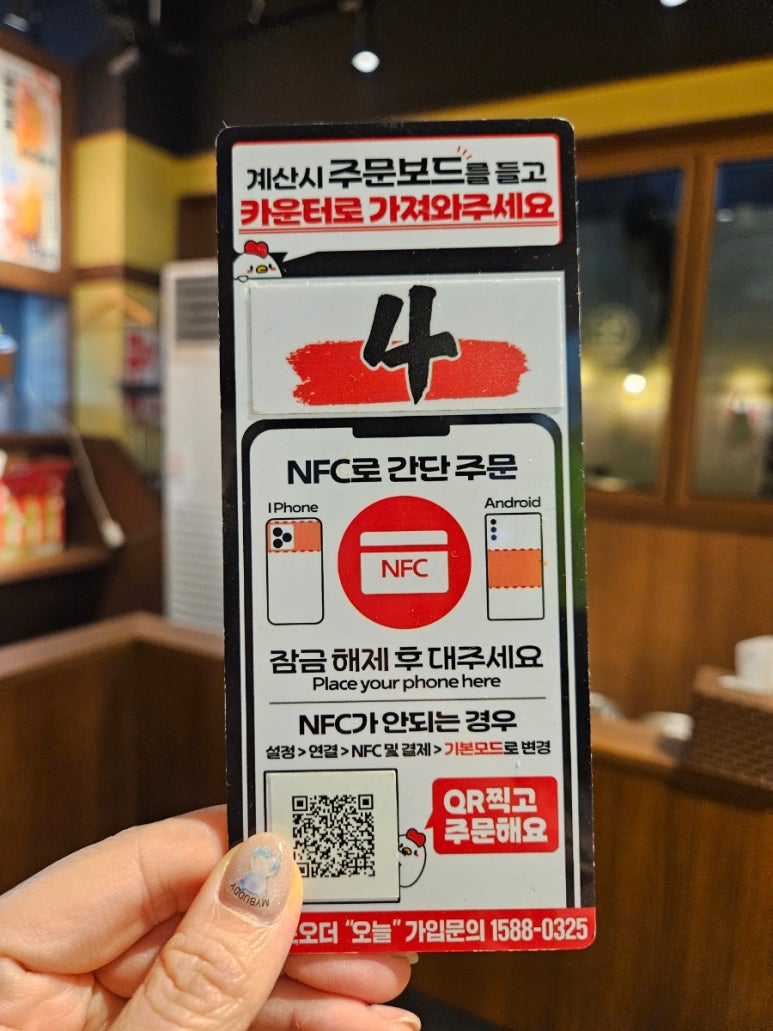 계산시 주문보드를 들고
카운터로 가져와주세요
4
NFC로 간단 주문
IPhone
Android
NFC
잠금 해제 후 대주세요
Place your phone here
NFC가 안되는 경우
설정 > 연결 > NFC 및 결제 > 기본모드로 변경
QR찍고
주문해요
MYBUDDY
오더 "오늘" 가입문의 1588-0325